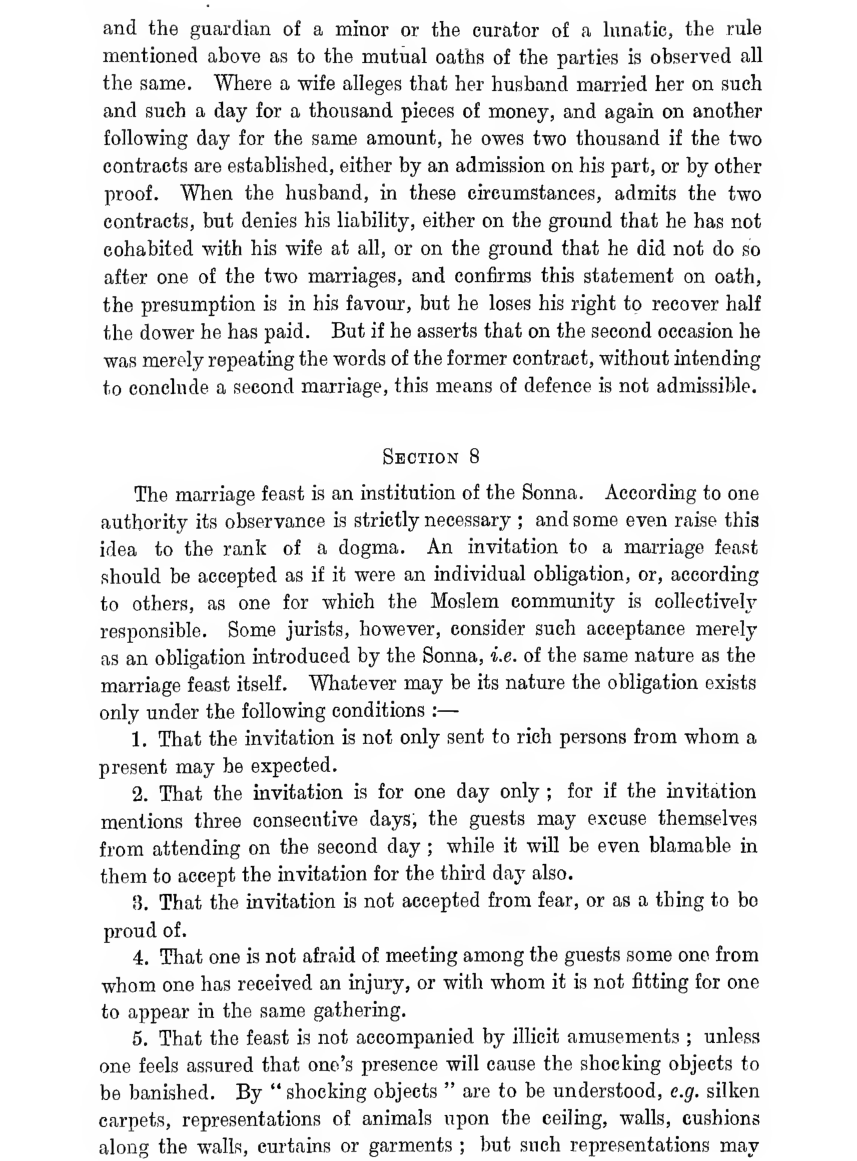 and the guardian of a minor or the curator of a lunatic, the rule
mentioned above as to the mutual oaths of the parties is observed all
the same. Where a wife alleges that her husband married her on such
and such a day for a thousand pieces of money, and again on another
following day for the same amount, he owes two thousand if the two
contracts are established, either by an admission on his part, or by other
proof. When the husband, in these circumstances, admits the two
contracts, but denies his liability, either on the ground that he has not
cohabited with his wife at all, or on the ground that he did not do so
after one of the two marriages, and confirms this statement on oath,
the presumption is in his favour, but he loses his right to recover half
the dower he has paid. But if he asserts that on the second occasion he
was merely repeating the words of the former contract, without intending
to conclude a second marriage, this means of defence is not admissible.
SECTION 8
The marriage feast is an institution of the Sonna. According to one
authority its observance is strictly necessary ; and some even raise this
idea to the rank of a dogma. An invitation to a marriage feast
should be accepted as if it were an individual obligation, or, according
to others, as one for which the Moslem community is collectively
responsible. Some jurists, however, consider such acceptance merely
as an obligation introduced by the Sonna, i.e. of the same nature as the
marriage feast itself. Whatever may be its nature the obligation exists
only under the following conditions :—
1. That the invitation is not only sent to rich persons from whom a
present may be expected.
2. That the invitation is for one day only ; for if the invitation
mentions three consecutive days, the guests may excuse themselves
from attending on the second day ; while it will be even blamable in
them to accept the invitation for the third day also.
3. That the invitation is not accepted from fear, or as a thing to be
proud of.
4. That one is not afraid of meeting among the guests some one from
whom one has received an injury, or with whom it is not fitting for one
to appear in the same gathering.
5. That the feast is not accompanied by illicit amusements ; unless
one feels assured that one's presence will cause the shocking objects to
be banished. By “ shocking objects ” are to be understood, e.g. silken
carpets, representations of animals upon the ceiling, walls, cushions
along the walls, curtains or garments ; but such representations may